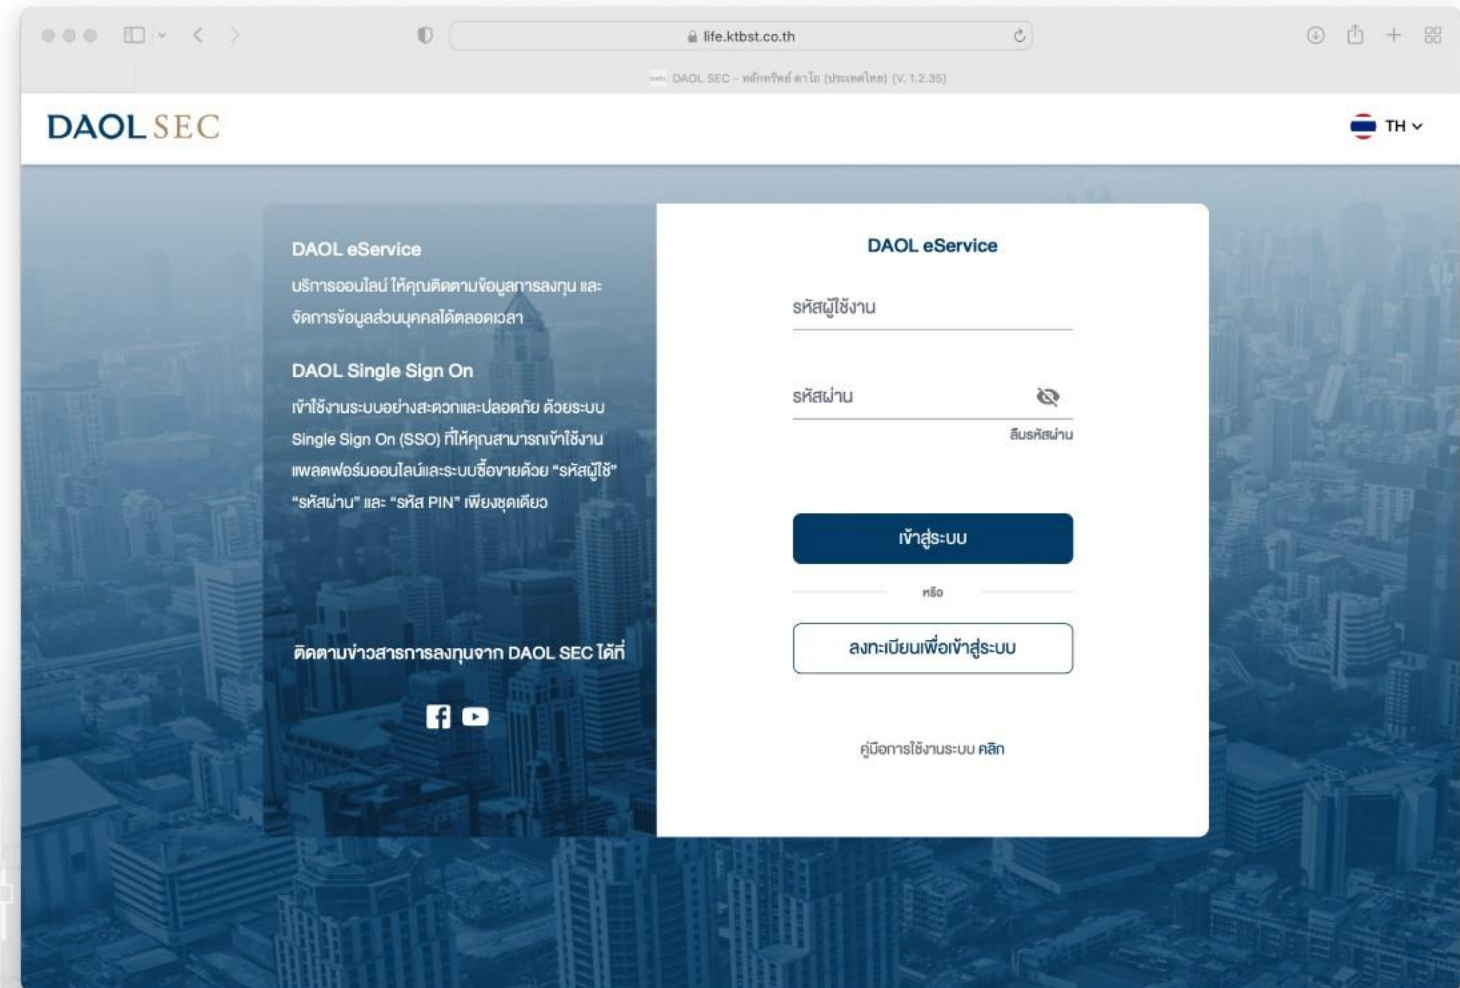 life.ktbst.co.th
DAOL SEC - หลักทรัพย์ ดาโอ (ประเทศไทย) (V. 1.2.35)
DAOL SEC
TH
DAOL eService
บริการออนไลน์ ให้คุณติดตามข้อมูลการลงทุน และ
จัดการข้อมูลส่วนบุคคลได้ตลอดเวลา
DAOL Single Sign On
เข้าใช้งานระบบอย่างสะดวกและปลอดภัย ด้วยระบบ
Single Sign On (SSO) ที่ให้คุณสามารถเข้าใช้งาน
แพลตฟอร์มออนไลน์และระบบซื้อขายด้วย “รหัสผู้ใช้”
“รหัสผ่าน” และ “รหัส PIN” เพียงชุดเดียว
ติดตามข่าวสารการลงทุนจาก DAOL SEC ได้ที่
DAOL eService
รหัสผู้ใช้งาน
รหัสผ่าน
ลืมรหัสผ่าน
เข้าสู่ระบบ
หรือ
ลงทะเบียนเพื่อเข้าสู่ระบบ
คู่มือการใช้งานระบบ คลิก